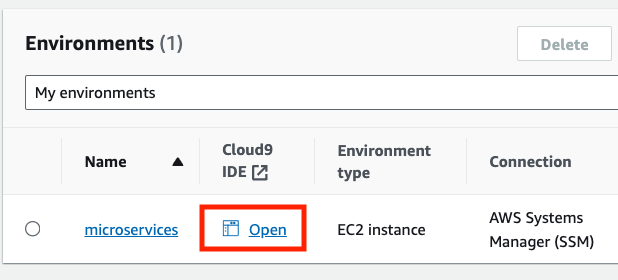 Environments (1)
Delete
My environments
Name
Cloud9
IDE
Environment
type
Connection
microservices
Open
EC2 instance
AWS Systems
Manager (SSM)